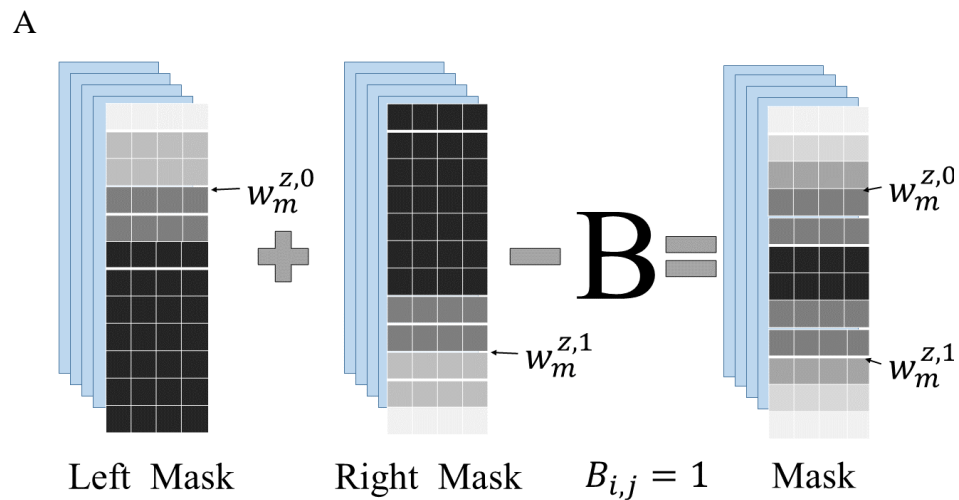 A
w_m^{z,0}
w_m^{z,1}
B
w_m^{z,0}
w_m^{z,1}
Left Mask
Right Mask
B_{i,j} = 1
Mask